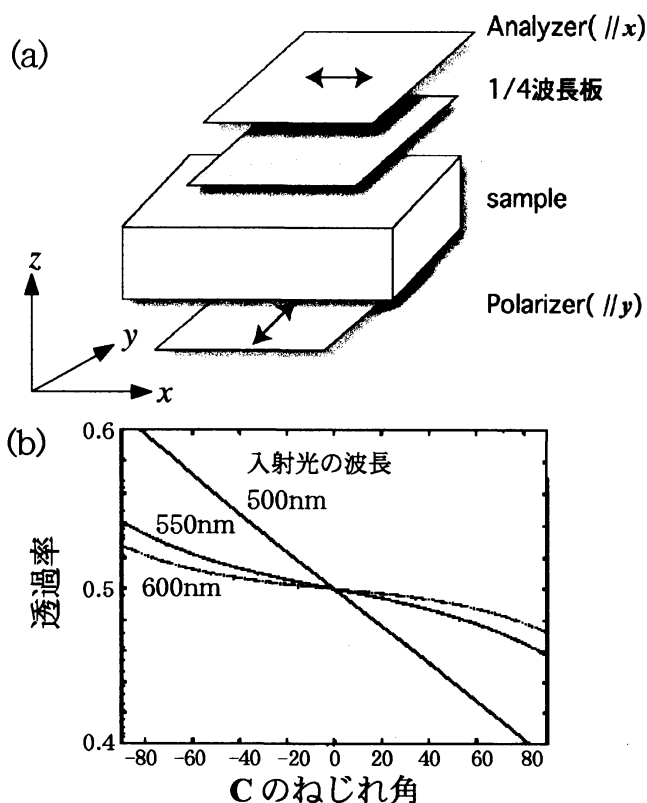 (a)
Analyzer( //x)
1/4波長板
sample
Polarizer( //y)
z
y
x
(b)
0.6
入射光の波長
500nm
550nm
透過率
0.5
600nm
0.4
-80 -60 -40 -20 0 20 40 60 80
Cのねじれ角